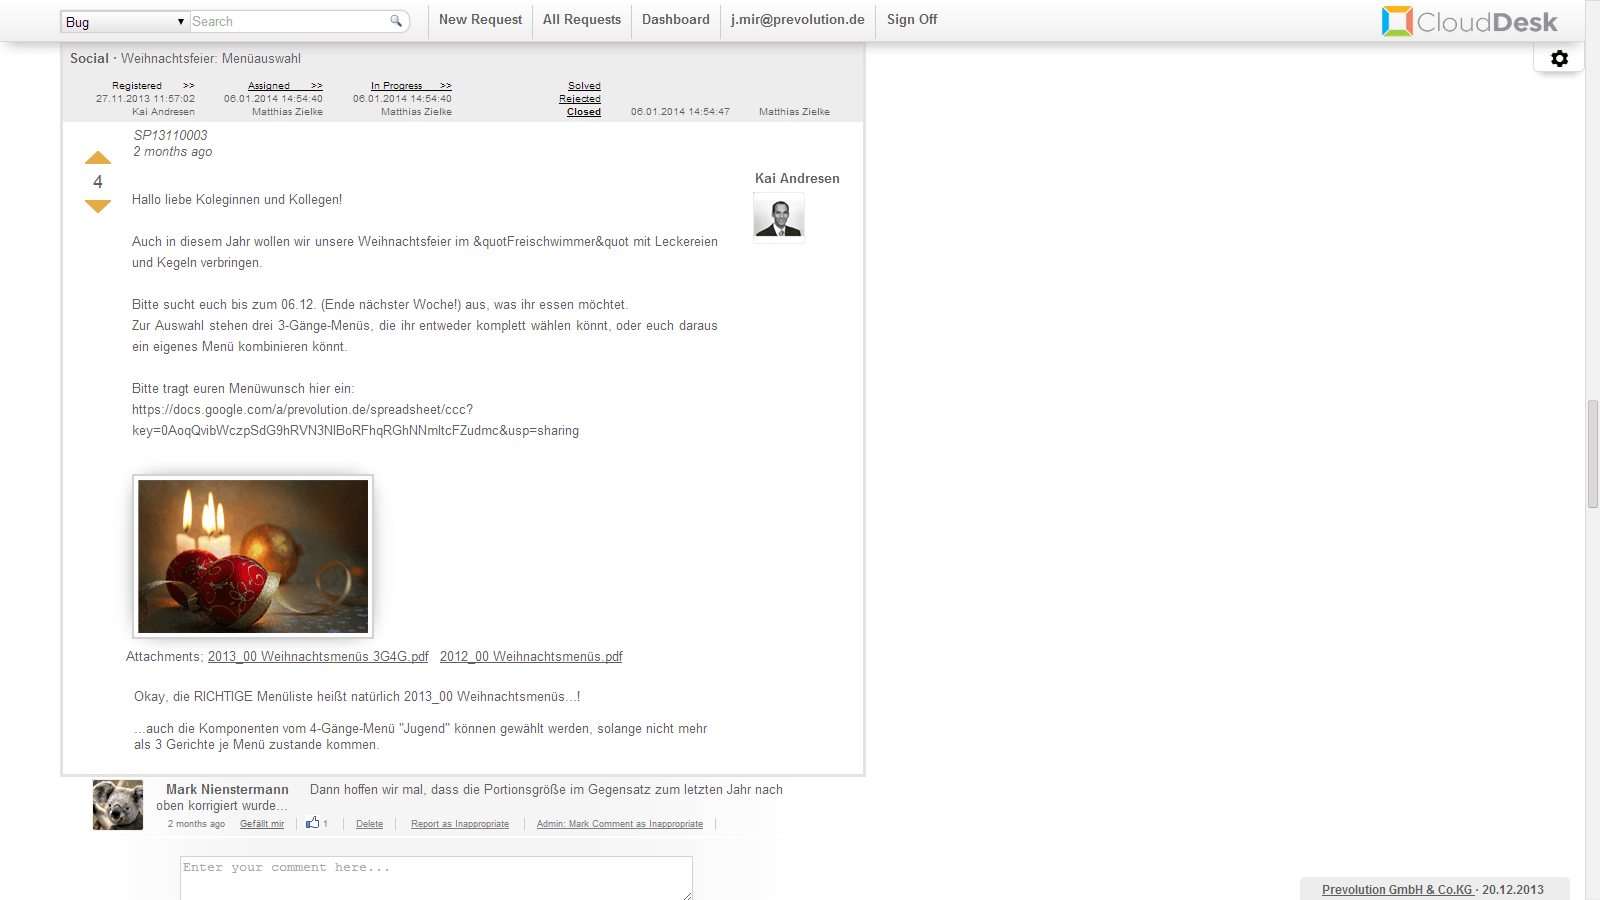 Bug
Search
New Request
All Requests
Dashboard
j.mir@prevolution.de
Sign Off
CloudDesk
Social · Weihnachtsfeier: Menüauswahl
Registered >> Assigned >> In Progress >> Solved
27.11.2013 11:57:02 06.01.2014 14:54:40 06.01.2014 14:54:40 Rejected
Kai Andresen Matthias Zielke Matthias Zielke Closed 06.01.2014 14:54:47 Matthias Zielke
SP13110003
2 months ago
4
Kai Andresen
Hallo liebe Koleginnen und Kollegen!
Auch in diesem Jahr wollen wir unsere Weihnachtsfeier im &quotFreischwimmer&quot mit Leckereien
und Kegeln verbringen.
Bitte sucht euch bis zum 06.12. (Ende nächster Woche!) aus, was ihr essen möchtet.
Zur Auswahl stehen drei 3-Gänge-Menüs, die ihr entweder komplett wählen könnt, oder euch daraus
ein eigenes Menü kombinieren könnt.
Bitte tragt euren Menüwunsch hier ein:
https://docs.google.com/a/prevolution.de/spreadsheet/ccc?
key=0AoqQvibWczpSdG9hRVN3NlBoRFhqRGhNNmltcFZudmc&usp=sharing
Attachments; 2013_00 Weihnachtsmenüs 3G4G.pdf 2012_00 Weihnachtsmenüs.pdf
Okay, die RICHTIGE Menüliste heißt natürlich 2013_00 Weihnachtsmenüs...!
...auch die Komponenten vom 4-Gänge-Menü "Jugend" können gewählt werden, solange nicht mehr
als 3 Gerichte je Menü zustande kommen.
Mark Nienstermann Dann hoffen wir mal, dass die Portionsgröße im Gegensatz zum letzten Jahr nach
oben korrigiert wurde...
2 months ago Gefällt mir 1 Delete Report as Inappropriate Admin: Mark Comment as Inappropriate
Enter your comment here...
Prevolution GmbH & Co.KG · 20.12.2013